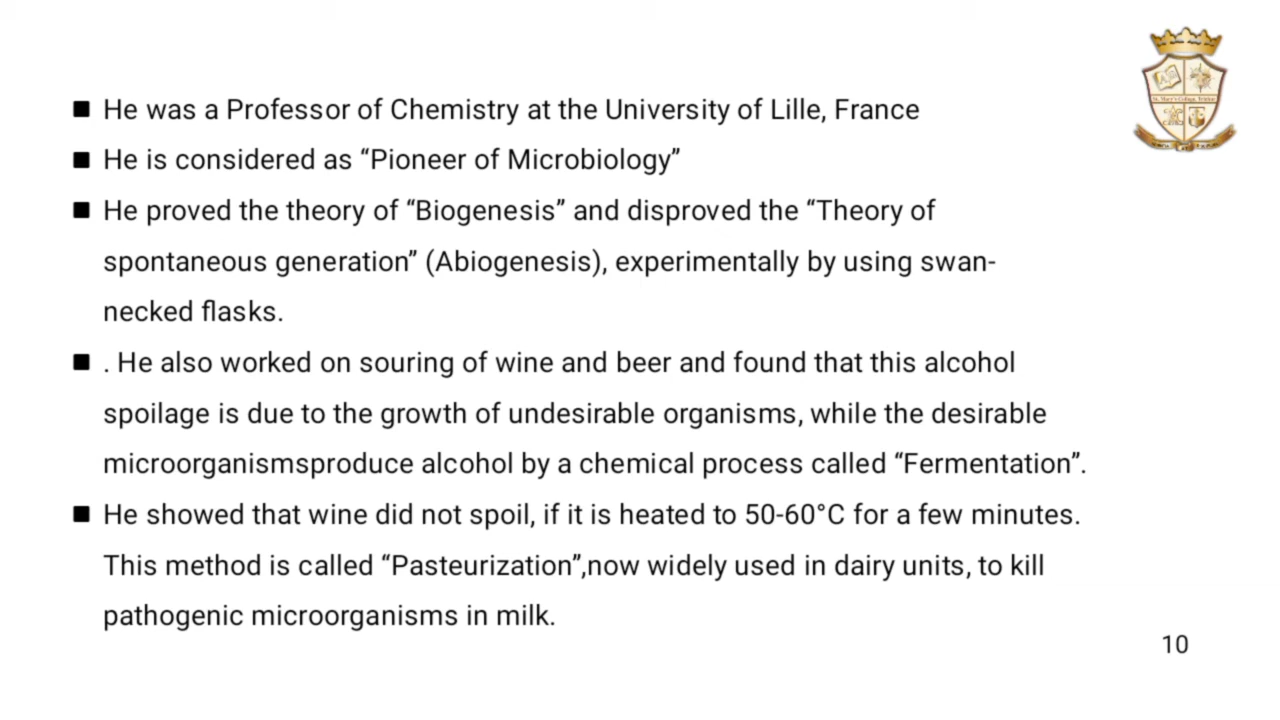 ■ He was a Professor of Chemistry at the University of Lille, France
■ He is considered as “Pioneer of Microbiology”
■ He proved the theory of “Biogenesis” and disproved the “Theory of
spontaneous generation” (Abiogenesis), experimentally by using swan-
necked flasks.
■ . He also worked on souring of wine and beer and found that this alcohol
spoilage is due to the growth of undesirable organisms, while the desirable
microorganismsproduce alcohol by a chemical process called “Fermentation”.
■ He showed that wine did not spoil, if it is heated to 50-60°C for a few minutes.
This method is called “Pasteurization”,now widely used in dairy units, to kill
pathogenic microorganisms in milk.
10